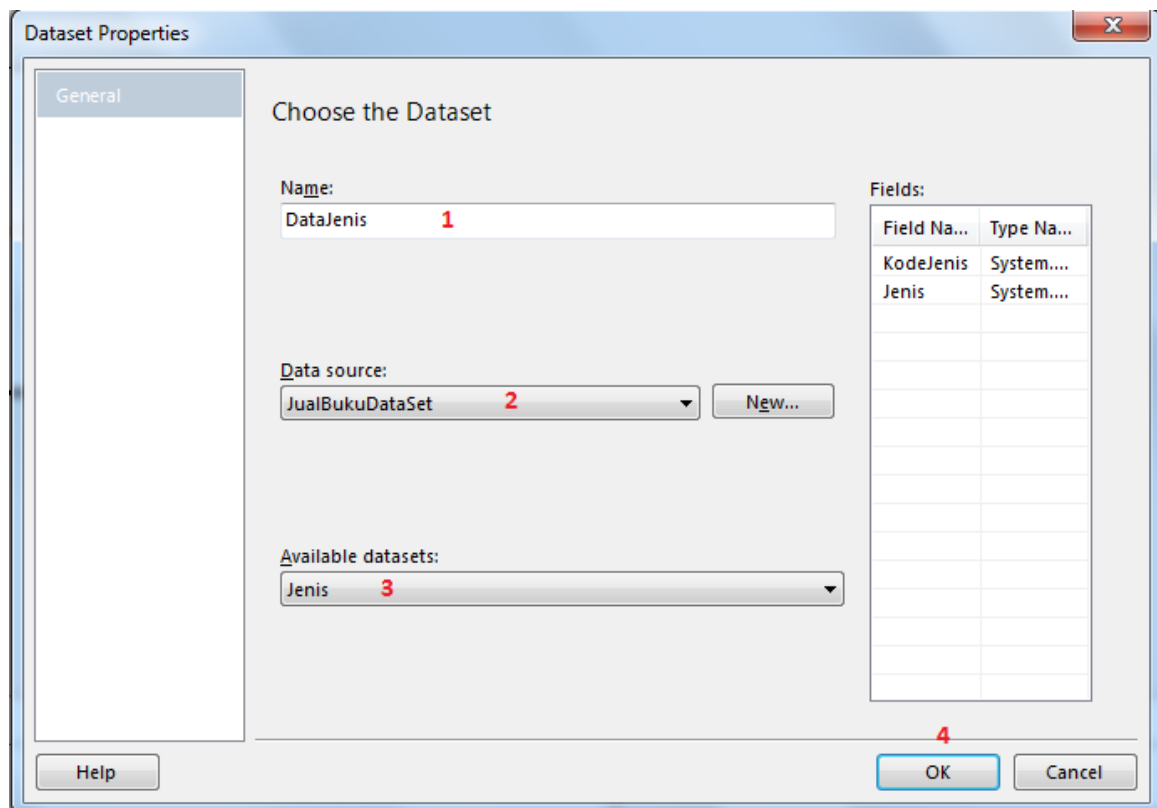 Dataset Properties
General
Choose the Dataset
Name:
DataJenis 1
Data source:
JualBukuDataSet 2
New...
Available datasets:
Jenis 3
Fields:
Field Na... Type Na...
KodeJenis System....
Jenis System....
4
Help
OK
Cancel